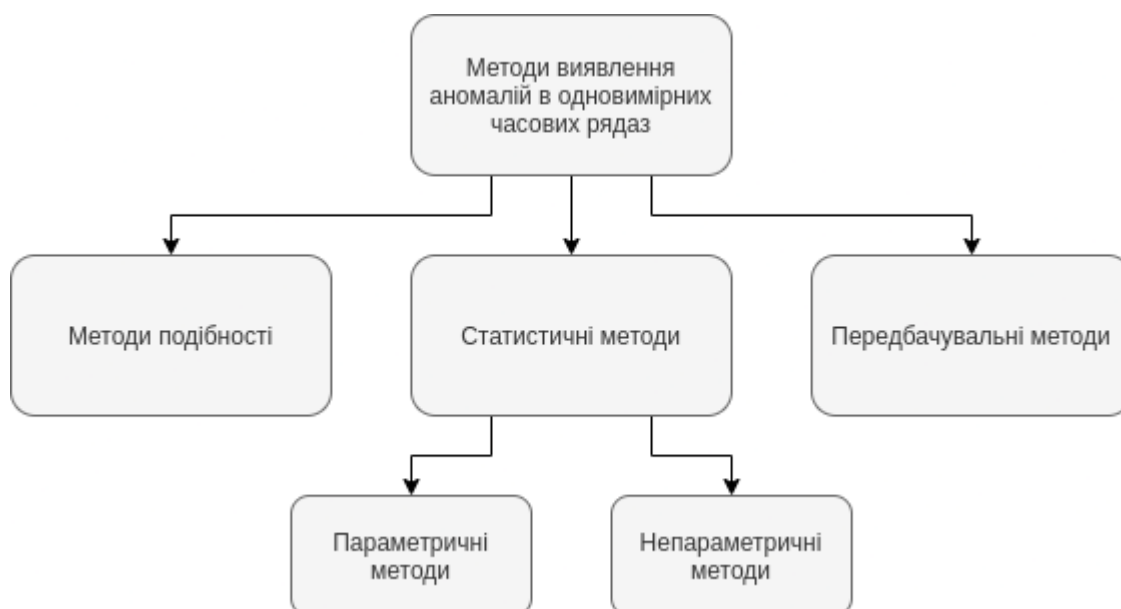 Методи виявлення
аномалій в одновимірних
часових рядаз
Методи подібності
Статистичні методи
Передбачувальні методи
Параметричні
методи
Непараметричні
методи